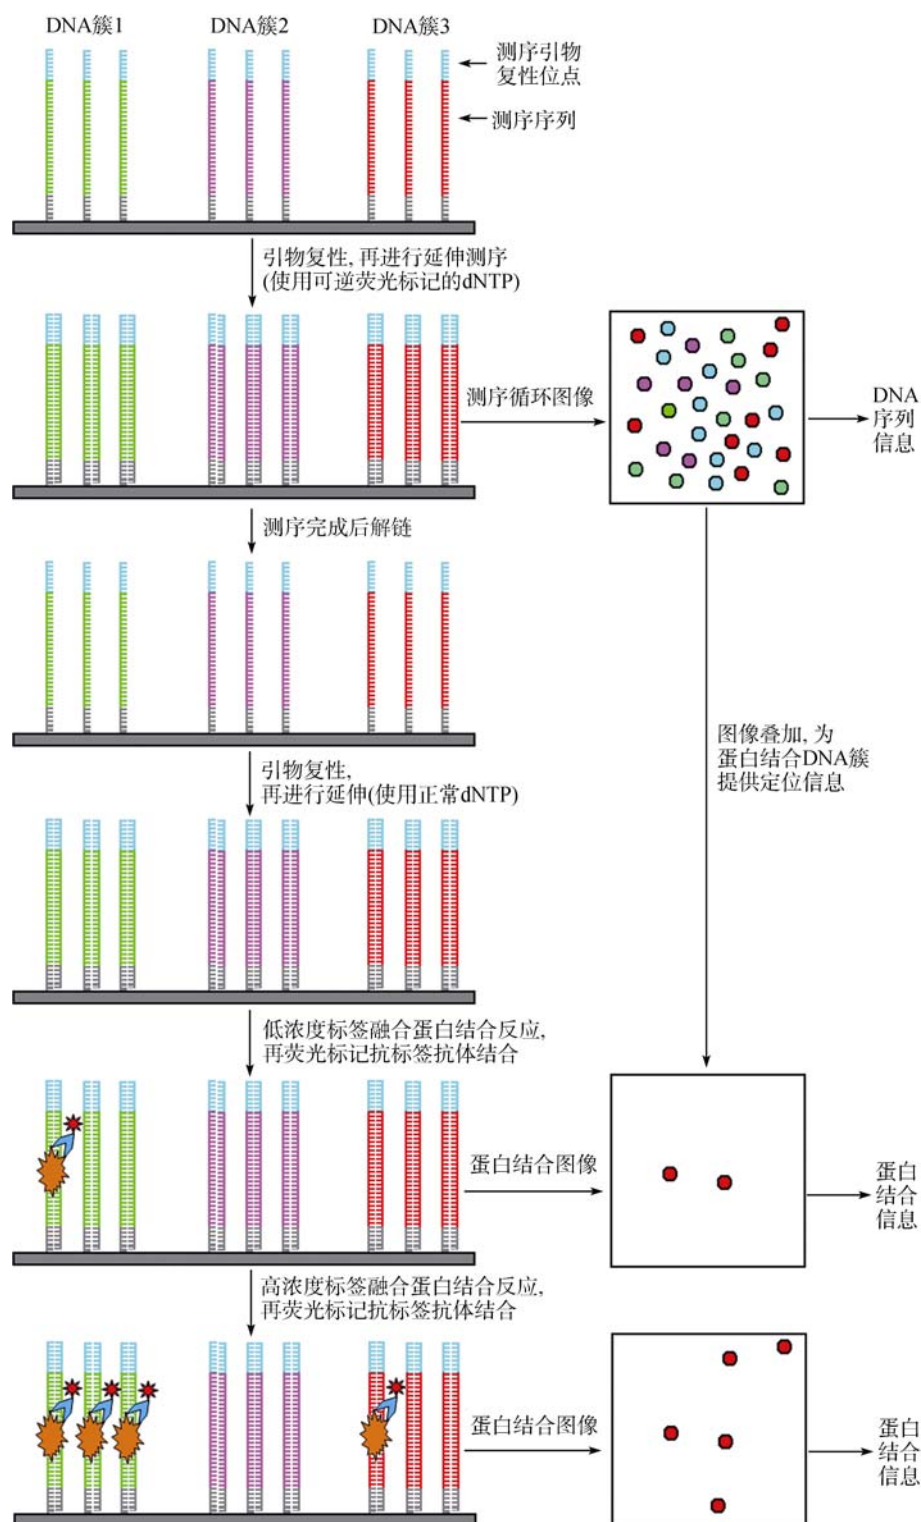 DNA簇1
DNA簇2
DNA簇3
测序引物
复性位点
测序序列
引物复性, 再进行延伸测序
(使用可逆荧光标记的dNTP)
测序循环图像
DNA
序列
信息
测序完成后解链
图像叠加, 为
蛋白结合DNA簇
提供定位信息
引物复性,
再进行延伸(使用正常dNTP)
低浓度标签融合蛋白结合反应,
再荧光标记抗标签抗体结合
蛋白结合图像
蛋白
结合
信息
高浓度标签融合蛋白结合反应,
再荧光标记抗标签抗体结合
蛋白结合图像
蛋白
结合
信息